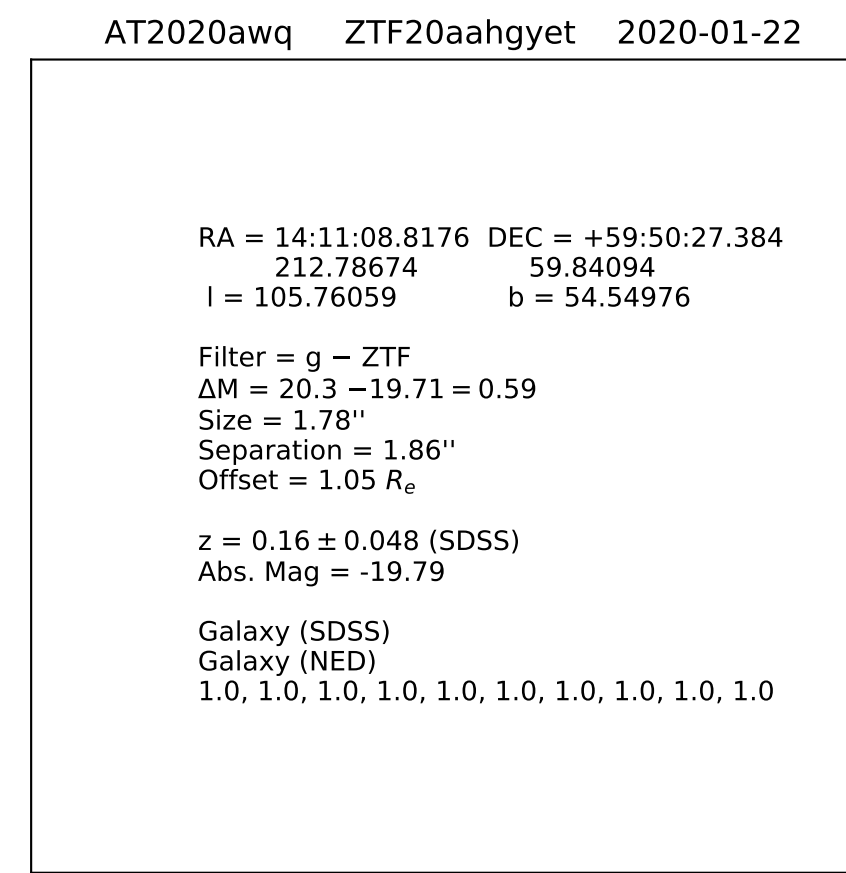 AT2020awq ZTF20aahgyet 2020-01-22
RA = 14:11:08.8176 DEC = +59:50:27.384
212.78674 59.84094
l = 105.76059 b = 54.54976
Filter = g − ZTF
ΔM = 20.3 −19.71 = 0.59
Size = 1.78''
Separation = 1.86''
Offset = 1.05 Rₑ
z = 0.16 ± 0.048 (SDSS)
Abs. Mag = -19.79
Galaxy (SDSS)
Galaxy (NED)
1.0, 1.0, 1.0, 1.0, 1.0, 1.0, 1.0, 1.0, 1.0, 1.0